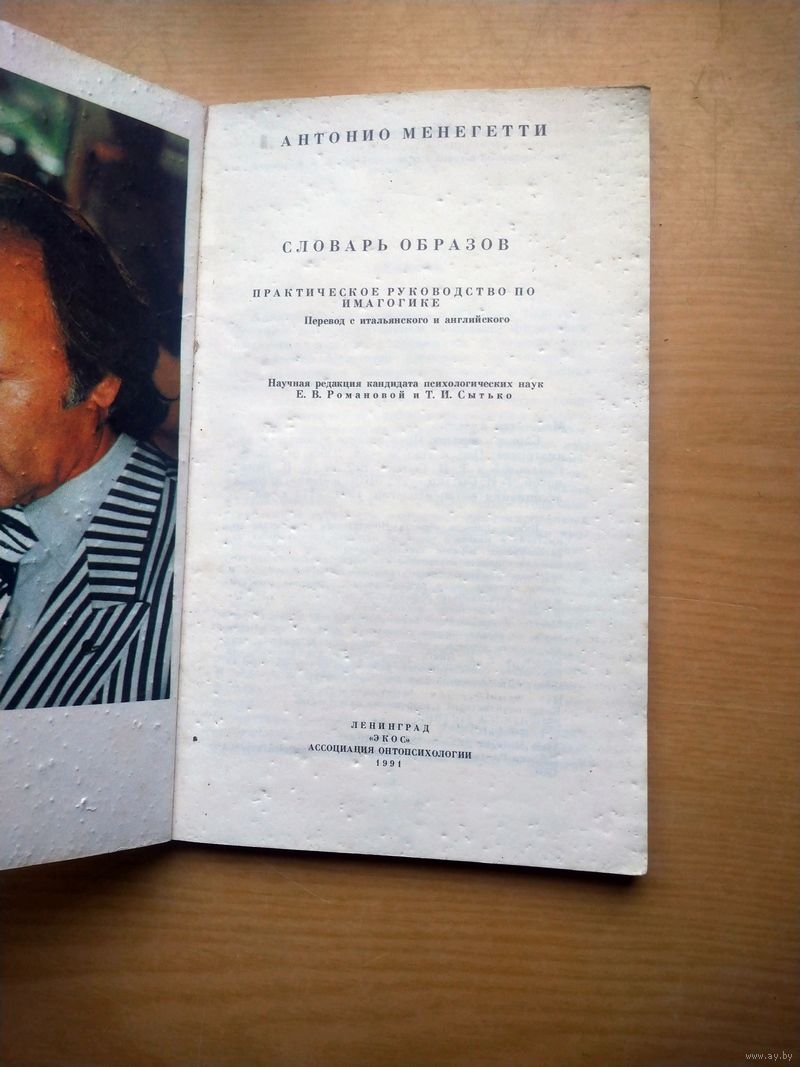 АНТОНИО МЕНЕГЕТТИ
СЛОВАРЬ ОБРАЗОВ
ПРАКТИЧЕСКОЕ РУКОВОДСТВО ПО
ИМАГОГИКЕ
Перевод с итальянского и английского
Научная редакция кандидата психологических наук
Е. В. Романовой и Т. И. Сытько
ЛЕНИНГРАД
«ЭКОС»
АССОЦИАЦИЯ ОНТОПСИХОЛОГИИ
1991
www.ay.by